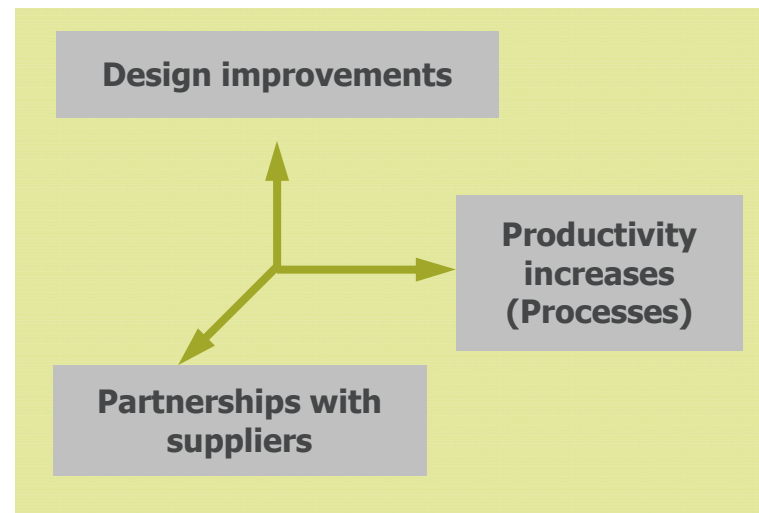 Design improvements
Productivity
increases
(Processes)
Partnerships with
suppliers